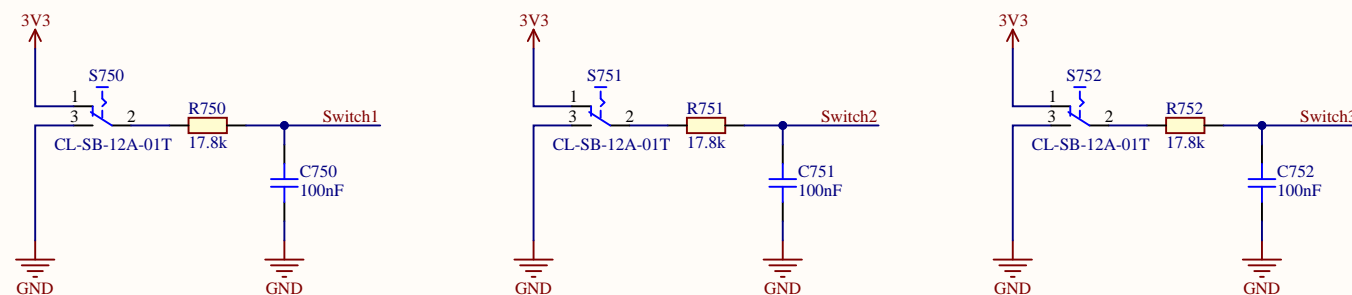 3V3
S750
1
3
2
R750
17.8k
CL-SB-12A-01T
Switch1
C750
100nF
GND
GND
3V3
S751
1
3
2
R751
17.8k
CL-SB-12A-01T
Switch2
C751
100nF
GND
GND
3V3
S752
1
3
2
R752
17.8k
CL-SB-12A-01T
Switch3
C752
100nF
GND
GND